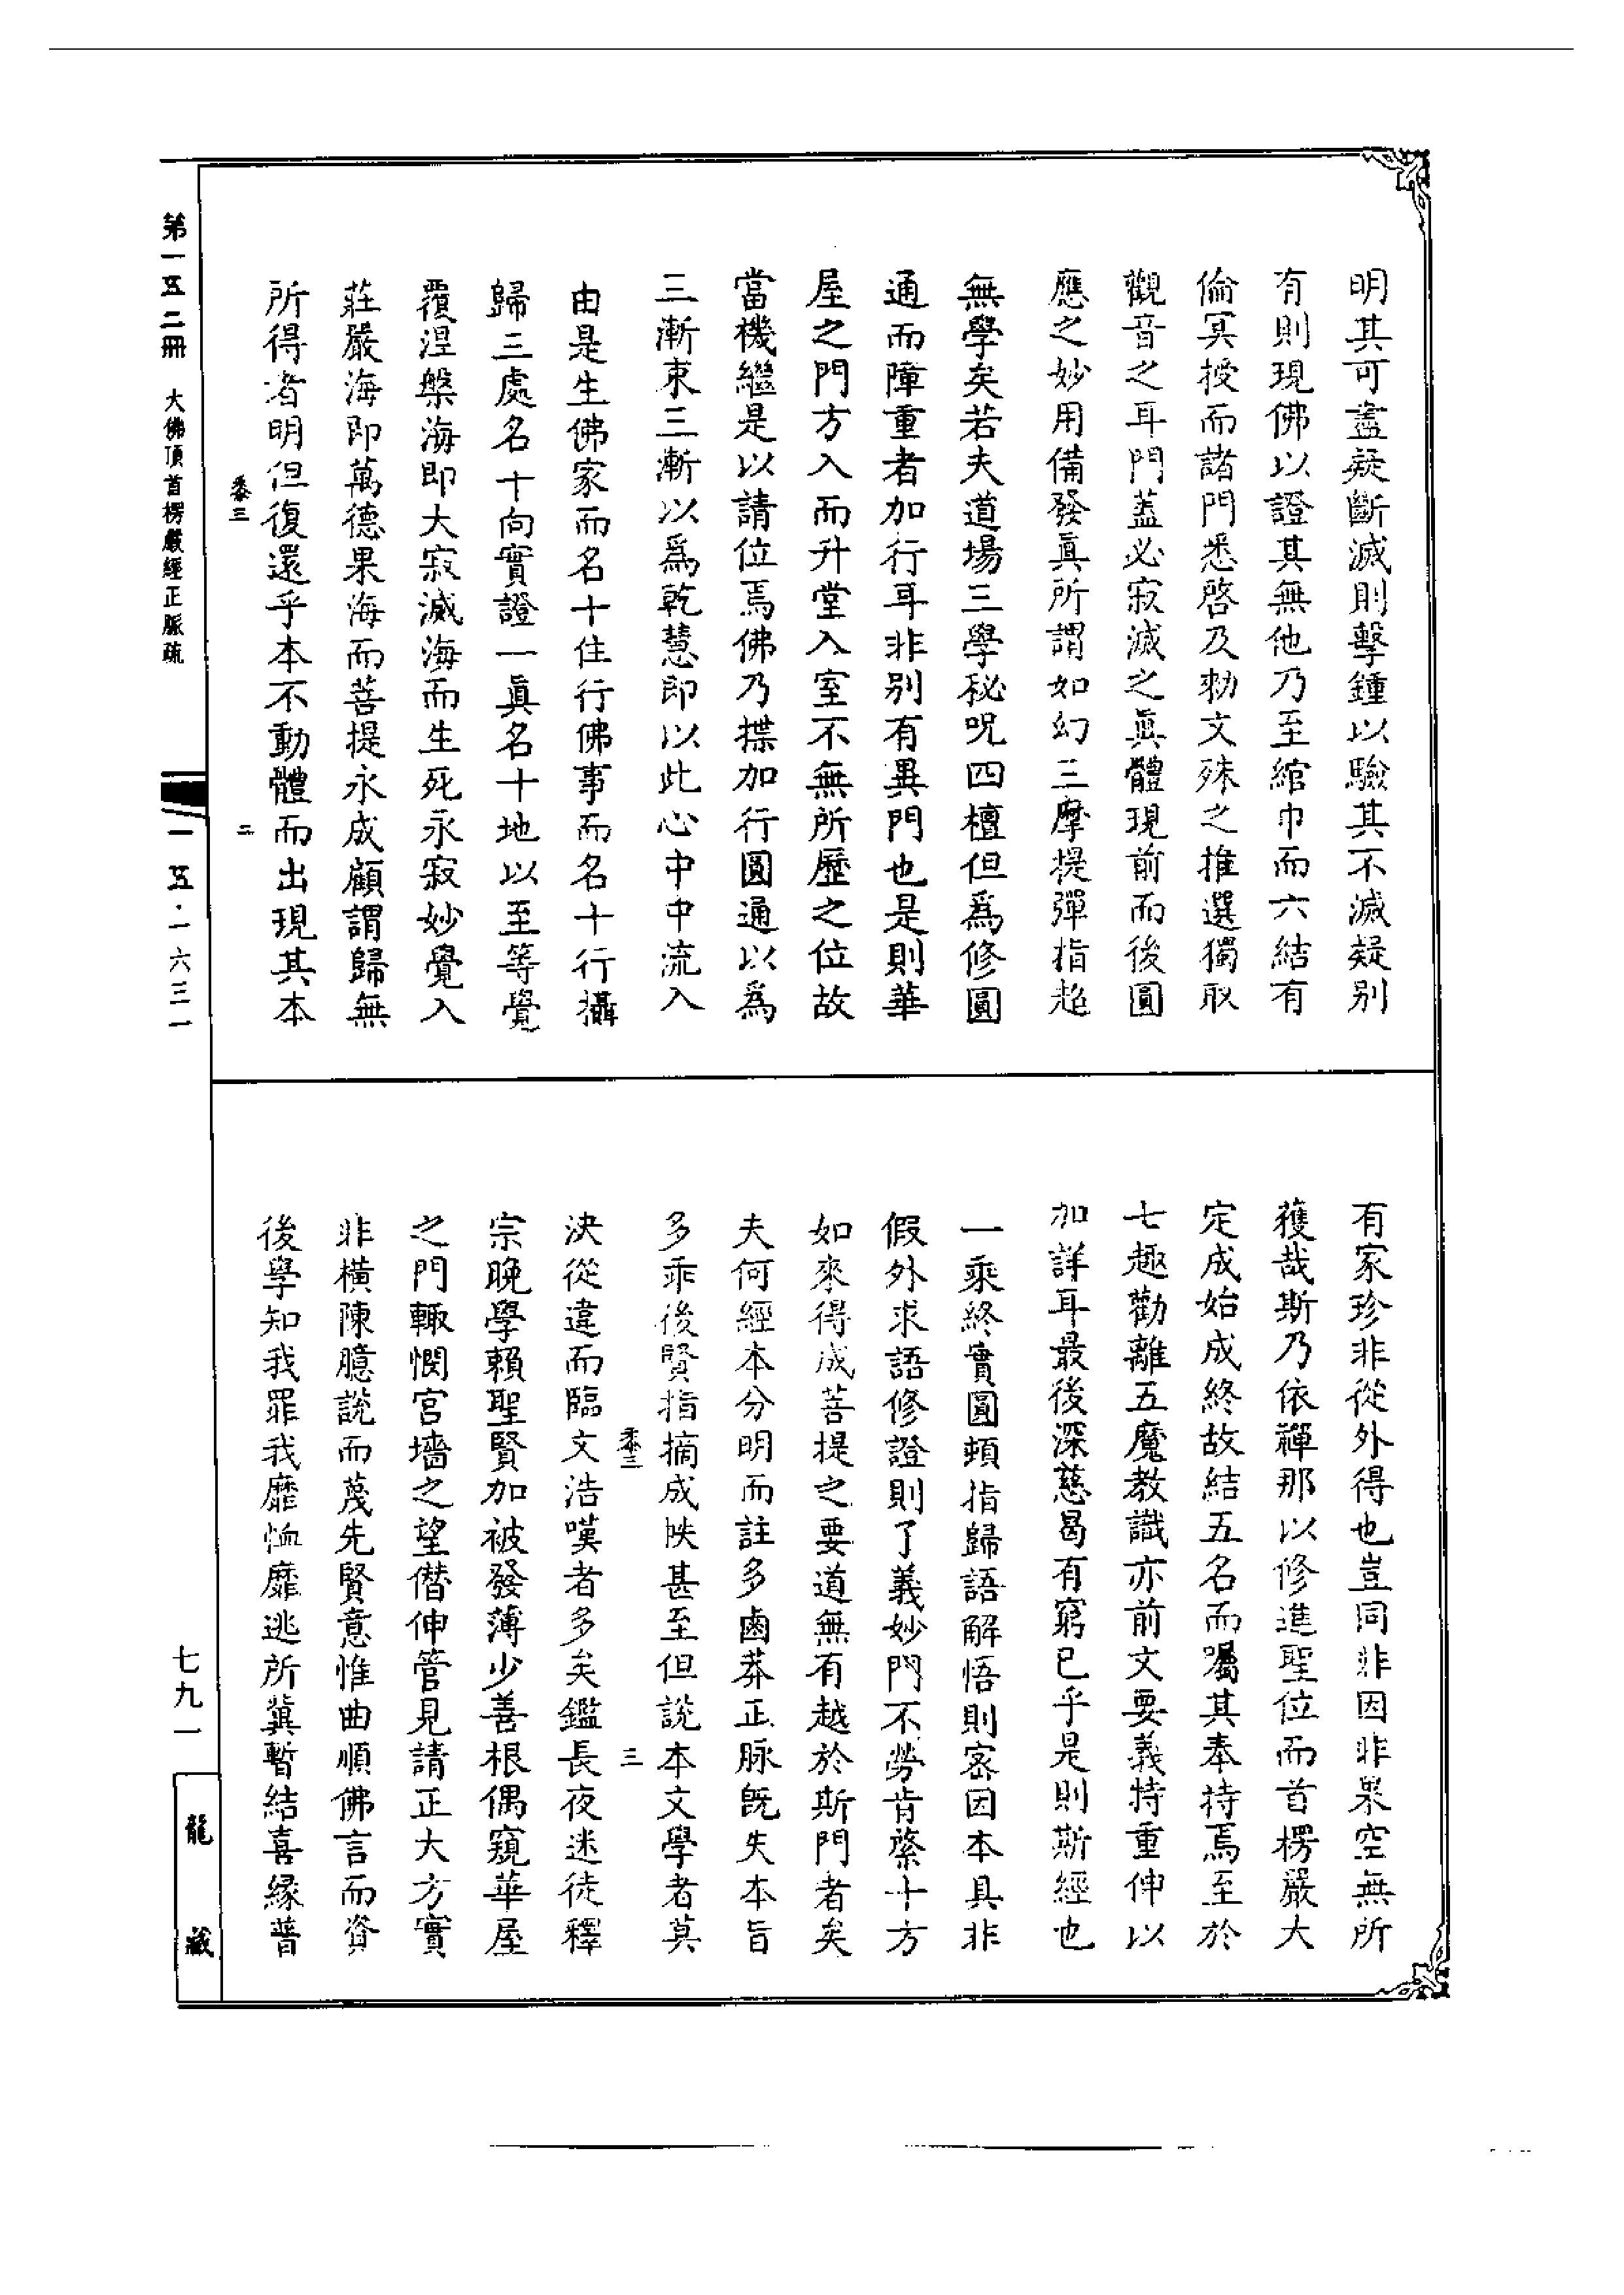 明其可盡疑斷滅則擊鍾以驗其不滅疑別
有則現佛以證其無他乃至綰巾而六結有
倫冥授而諸門悉啓及勑文殊之推選獨取
觀音之耳門蓋必寂滅之眞體現前而後圓
應之妙用備發眞所謂如幻三摩提彈指超
無學矣若夫道場三學秘呪四檀但爲修圓
通而障重者加行耳非別有異門也是則華
屋之門方入而升堂入室不無所歷之位故
當機繼是以請位焉佛乃揲加行圓通以爲
三漸束三漸以爲乾慧即以此心中中流入
由是生佛家而名十住行佛事而名十行攝
歸三處名十向實證一眞名十地以至等覺
覆涅槃海即大寂滅海而生死永寂妙覺入
莊嚴海即萬德果海而菩提永成顧謂歸無
所得者明但復還乎本不動體而出現其本
黍三
二
有家珍非從外得也豈同非因非果空無所
獲哉斯乃依禪那以修進聖位而首楞嚴大
定成始成終故結五名而囑其奉持焉至於
七趣勸離五魔教識亦前文要義特重伸以
加詳耳最後深慈曷有窮已乎是則斯經也
一乘終實圓頓指歸語解悟則密因本具非
假外求語修證則了義妙門不勞肯綮十方
如來得成菩提之要道無有越於斯門者矣
夫何經本分明而註多鹵莽正脉旣失本旨
多乖後賢指摘成帙甚至但說本文學者莫
黍三
三
決從違而臨文浩嘆者多矣鑑長夜迷徒釋
宗晚學賴聖賢加被發薄少善根偶窺華屋
之門輙憫宮墻之望僣伸管見請正大方實
非橫陳臆說而蔑先賢意惟曲順佛言而資
後學知我罪我靡恤靡逃所冀暫結喜緣普
第一五二冊
大佛頂首楞嚴經正脈疏
一五·一六三一
七九一
龍藏